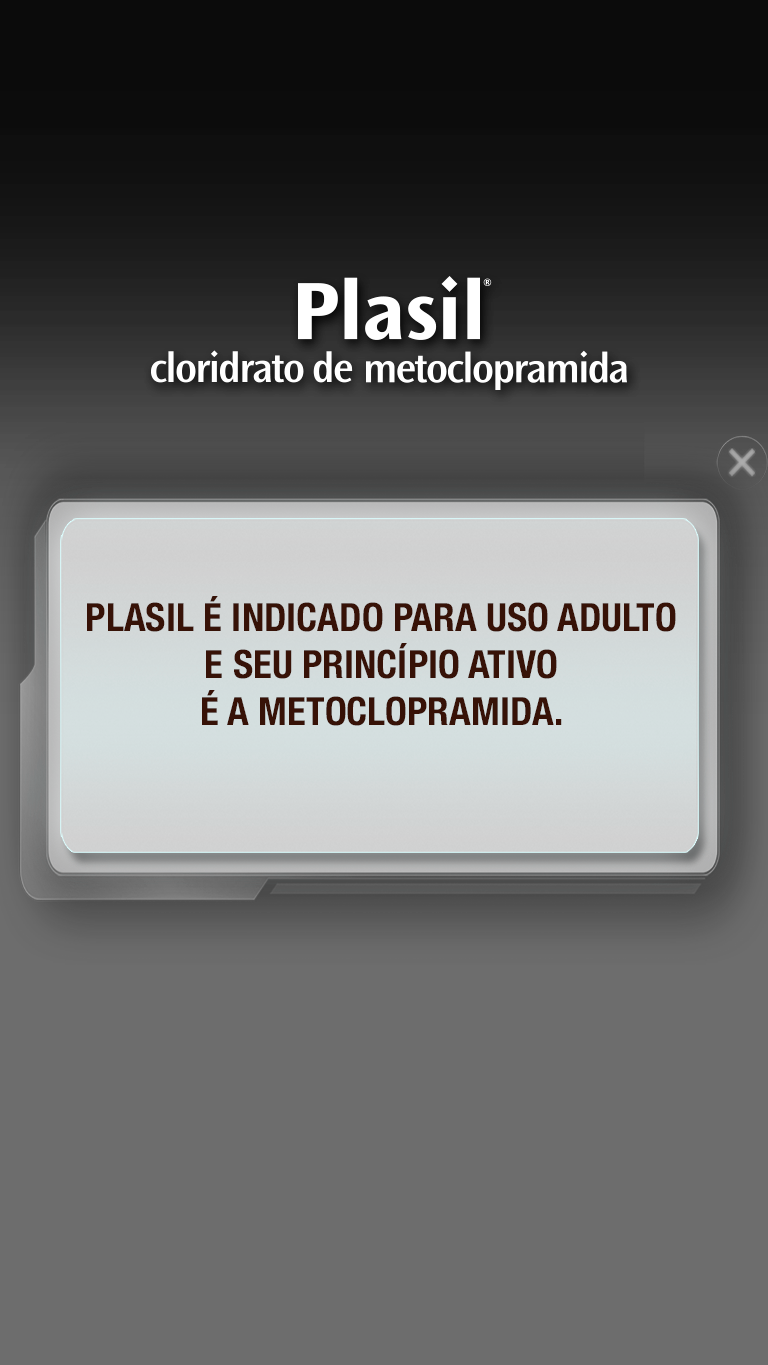 Plasil®
cloridrato de metoclopramida
PLASIL É INDICADO PARA USO ADULTO
E SEU PRINCÍPIO ATIVO
É A METOCLOPRAMIDA.